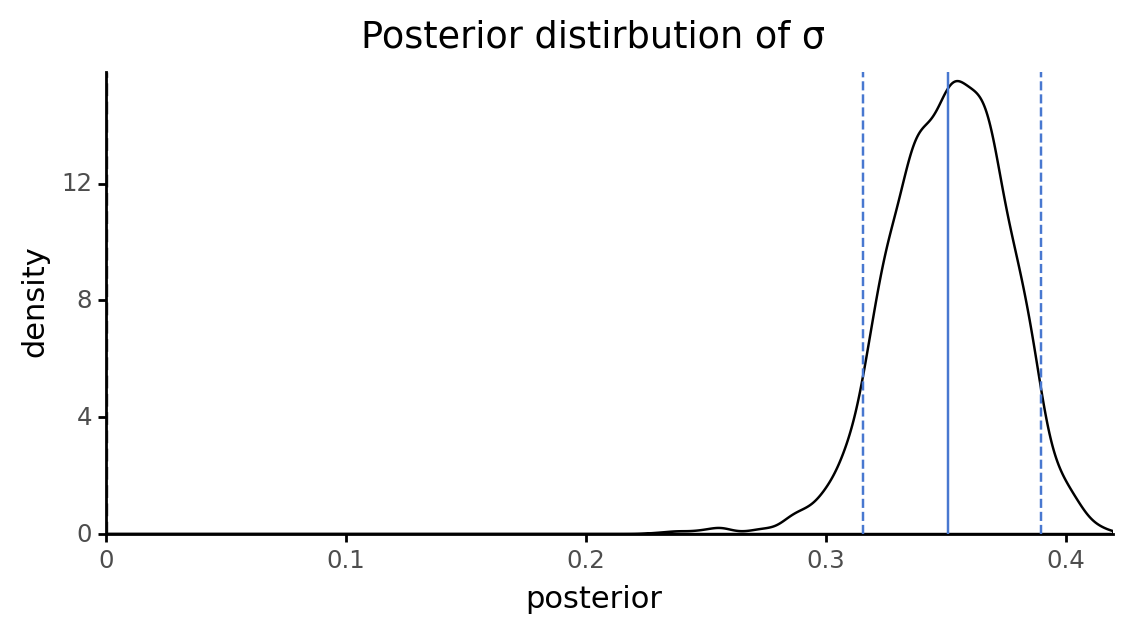 Posterior distirbution of σ
density
12
8
4
0
0 0.1 0.2 0.3 0.4
posterior